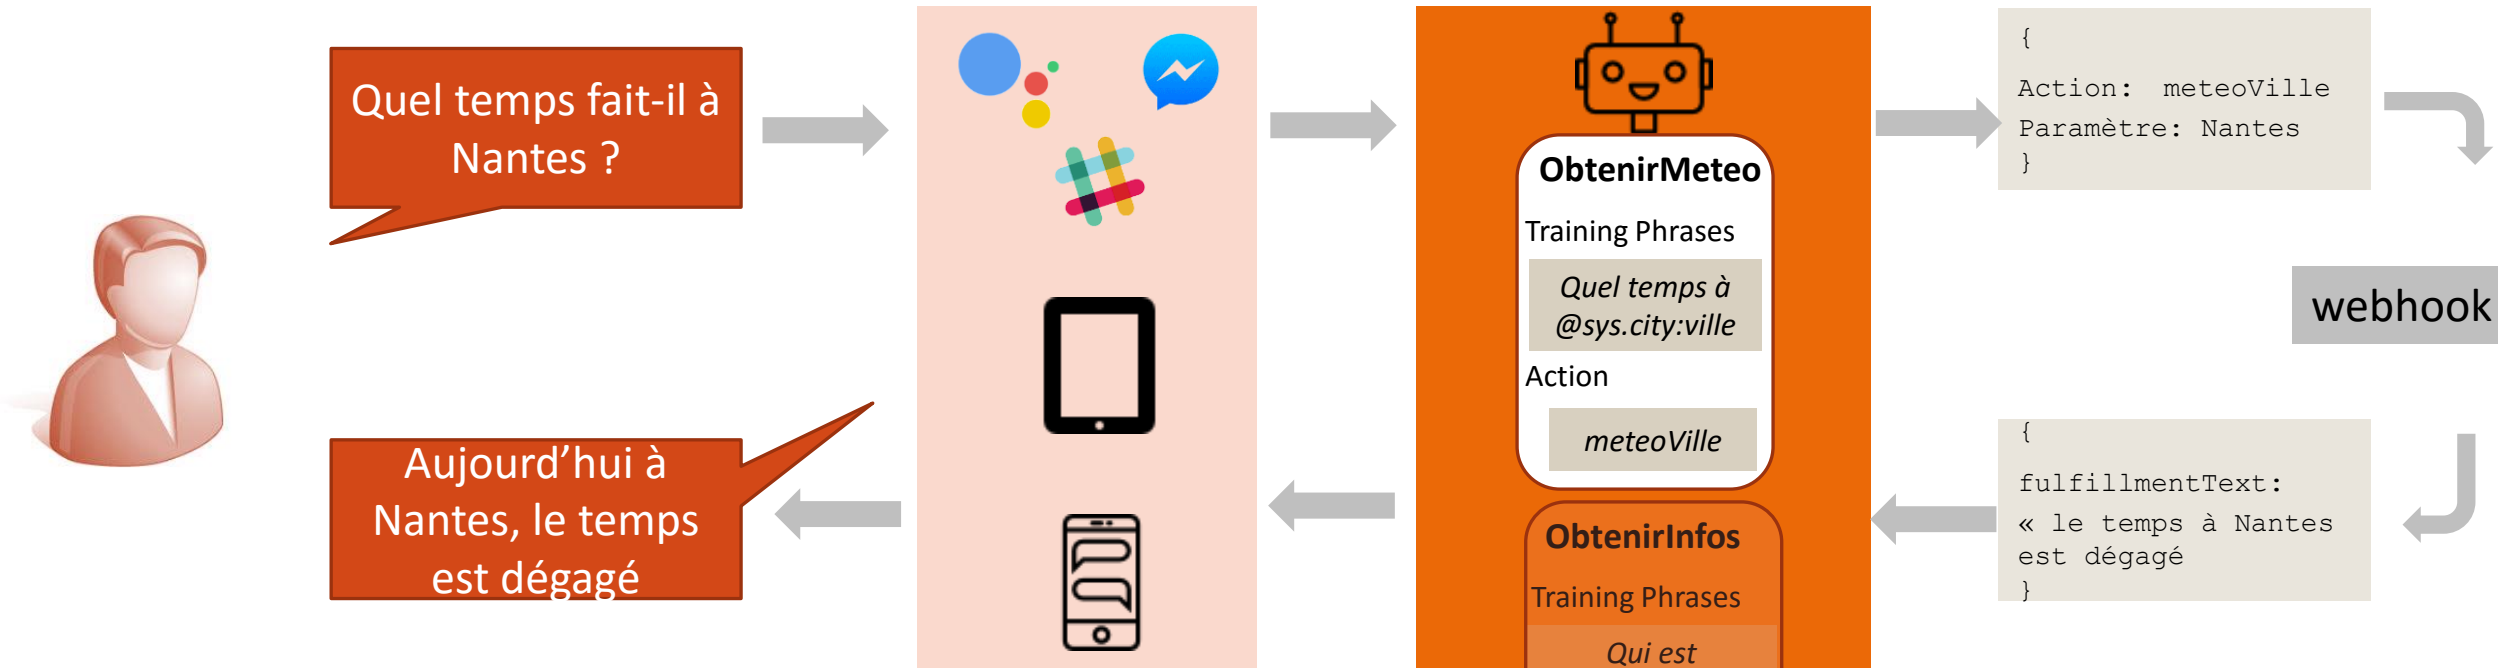 Quel temps fait-il à
Nantes ?
Aujourd’hui à
Nantes, le temps
est dégagé
ObtenirMeteo
Training Phrases
Quel temps à
@sys.city:ville
Action
meteoVille
ObtenirInfos
Training Phrases
Qui est
{
Action: meteoVille
Paramètre: Nantes
}
webhook
{
fulfillmentText:
« le temps à Nantes
est dégagé
}